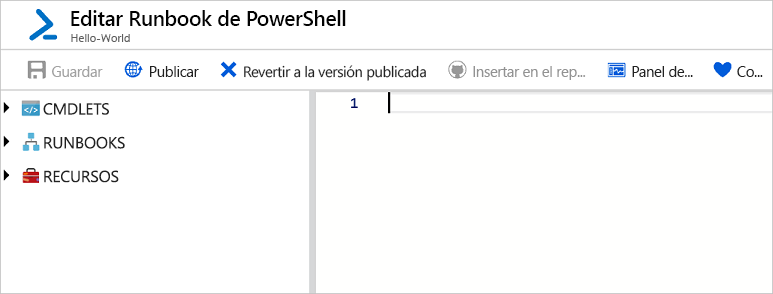 Editar Runbook de PowerShell
Hello-World
Guardar Publicar Revertir a la versión publicada Insertar en el rep... Panel de... Co...
CMDLETS
1
RUNBOOKS
RECURSOS